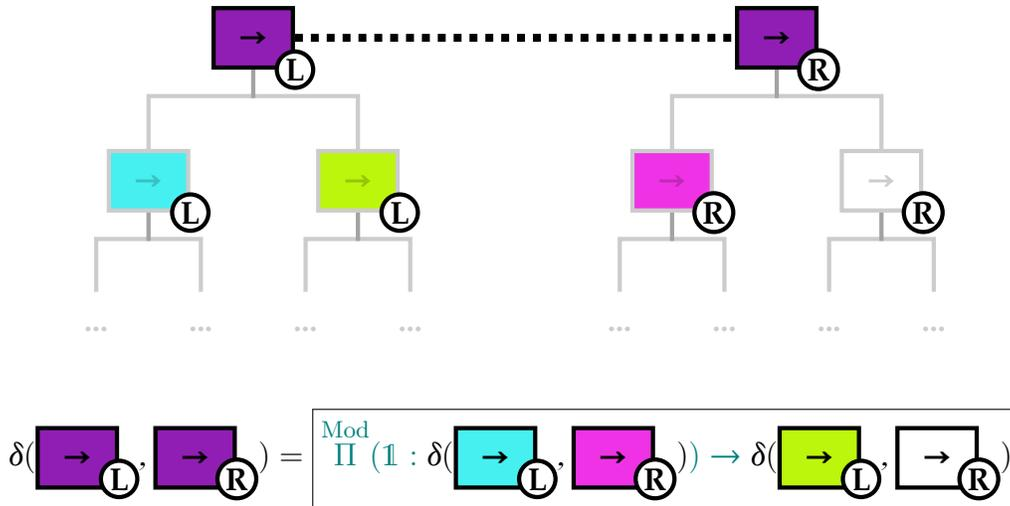 → L → R
→ L → L → R → R
... ... ... ... ... ... ... ...
Mod
δ( → L , → R ) = Π (𝟙 : δ( → L , → R )) → δ( → L , → R )